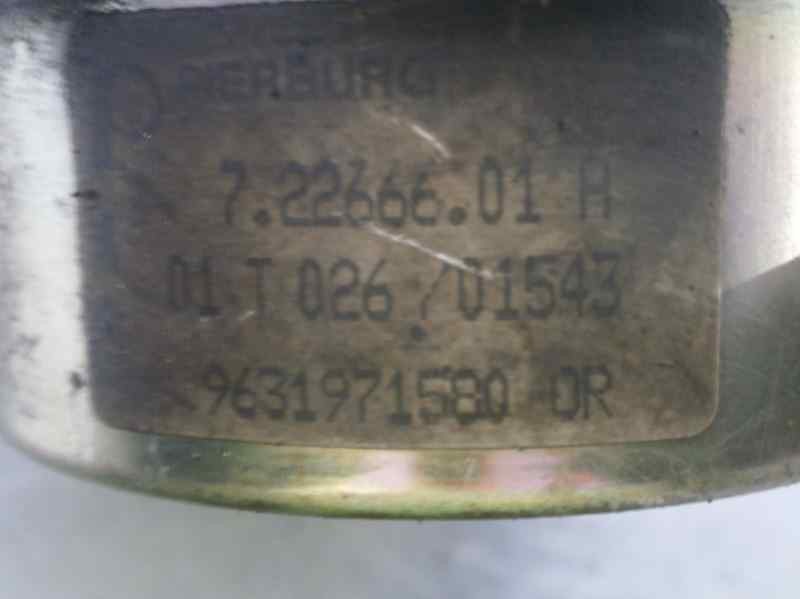 PIERBURG
7.22666.01 H
01 T 026 /01543
9631971580 OR